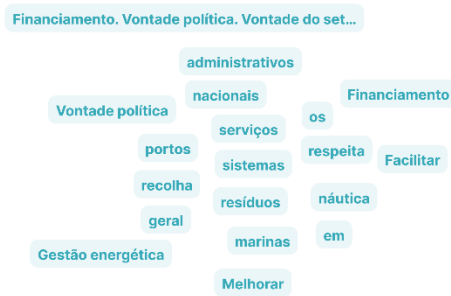 Financiamento. Vontade política. Vontade do set...
administrativos
nacionais
Financiamento
Vontade política
os
serviços
portos
respeita
sistemas
Facilitar
recolha
náutica
resíduos
geral
em
marinas
Gestão energética
Melhorar